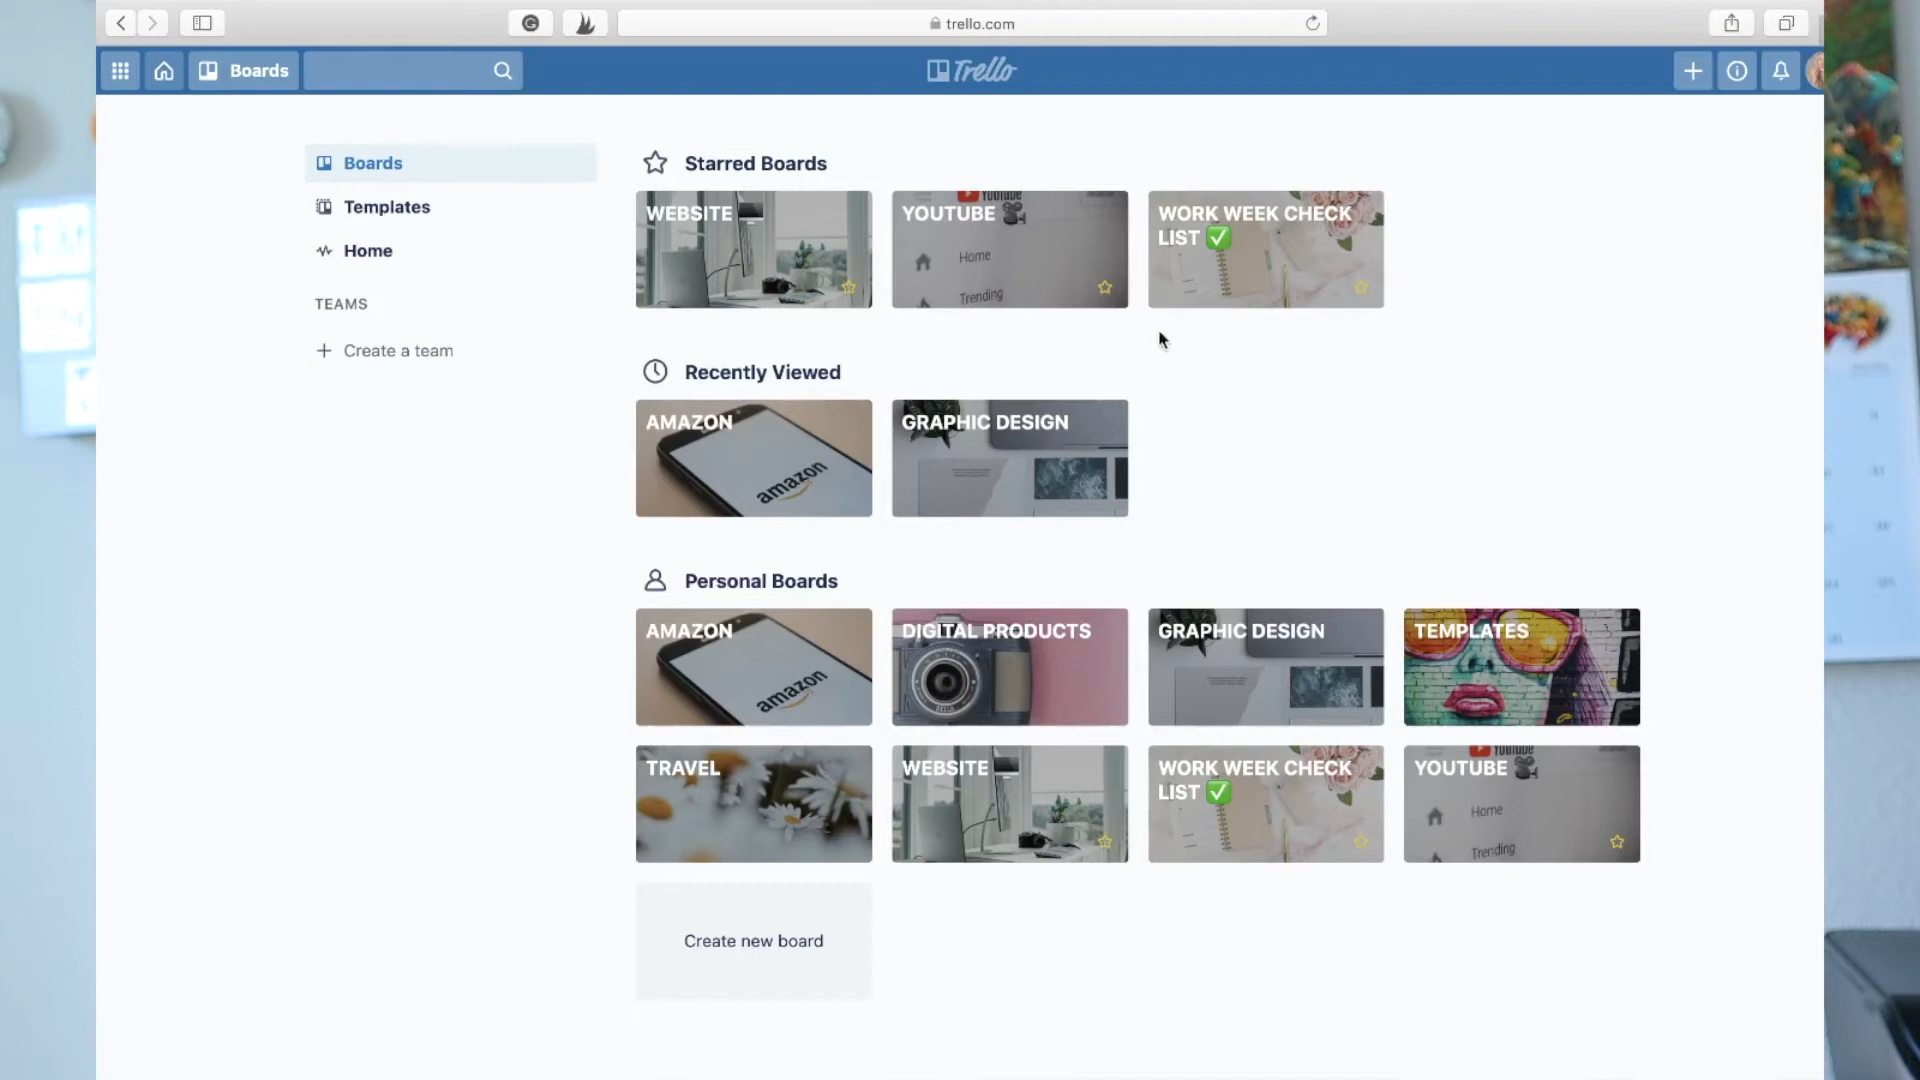 trello.com
Boards
Trello
Boards
Templates
Home
TEAMS
Create a team
Starred Boards
WEBSITE
YOUTUBE
YouTube
Home
Trending
WORK WEEK CHECK
LIST
Recently Viewed
AMAZON
amazon
GRAPHIC DESIGN
Personal Boards
AMAZON
amazon
DIGITAL PRODUCTS
GRAPHIC DESIGN
TEMPLATES
TRAVEL
WEBSITE
WORK WEEK CHECK
LIST
YOUTUBE
YouTube
Home
Trending
Create new board